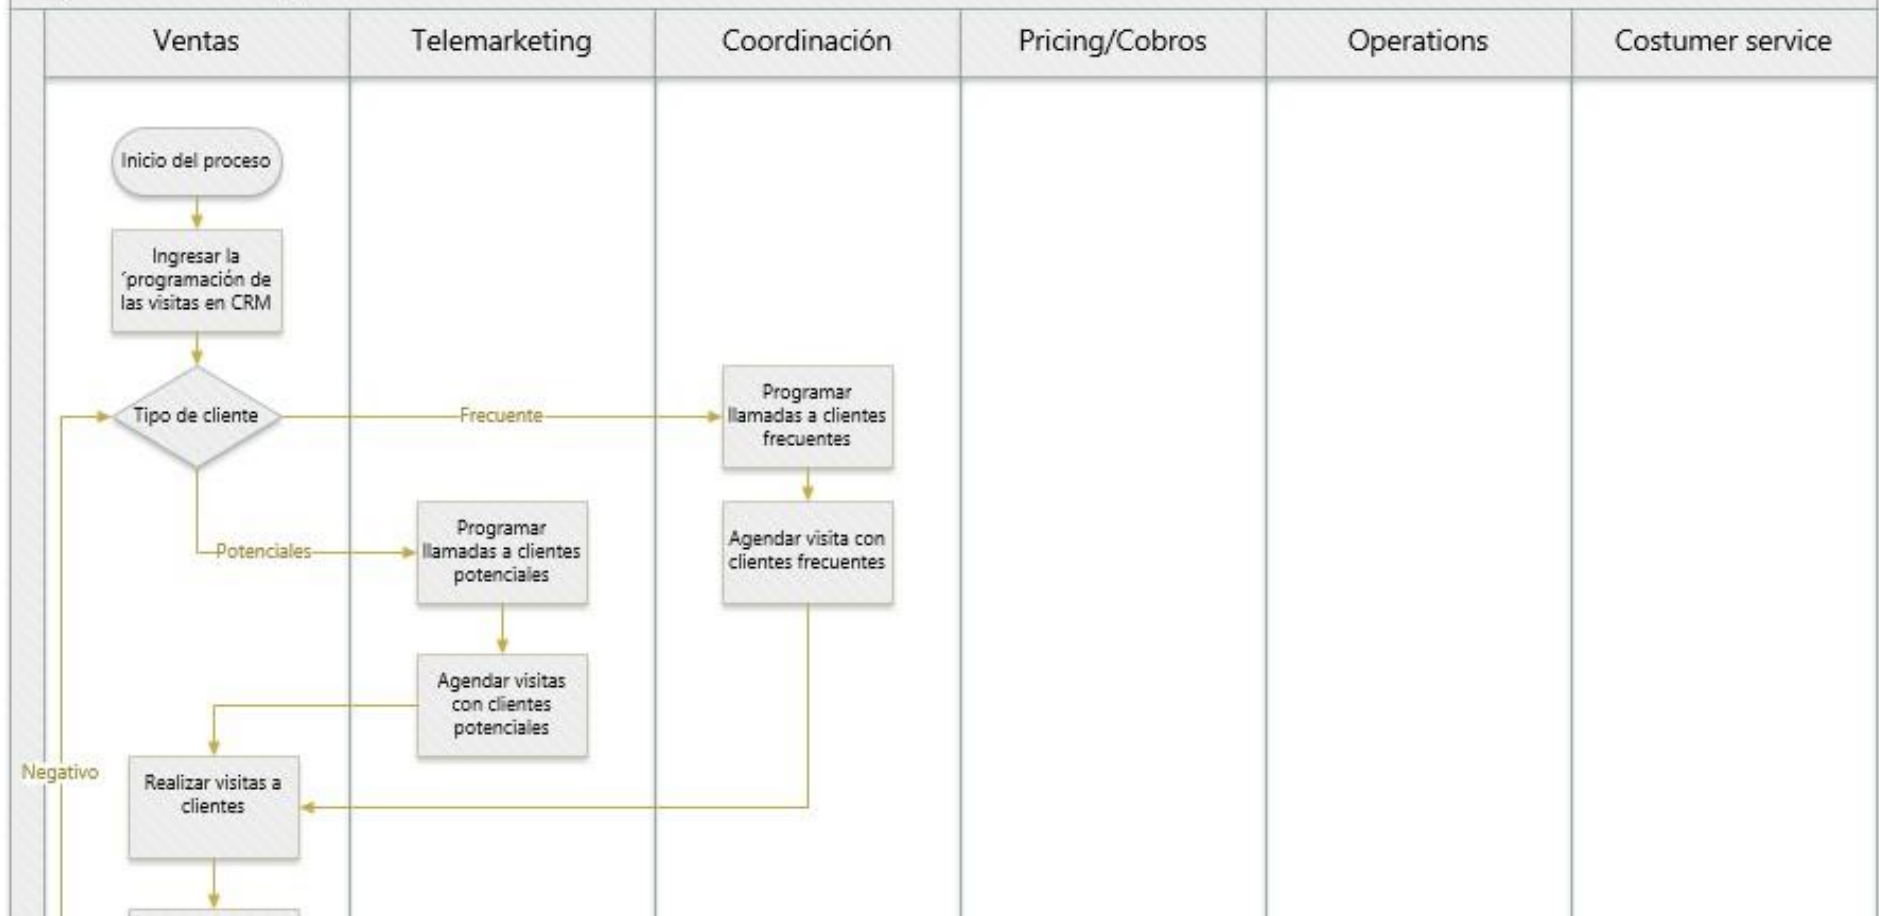 Ventas
Telemarketing
Coordinación
Pricing/Cobros
Operations
Costumer service
Inicio del proceso
Ingresar la
´programación de
las visitas en CRM
Tipo de cliente
Frecuente
Programar
llamadas a clientes
frecuentes
Potenciales
Programar
llamadas a clientes
potenciales
Agendar visita con
clientes frecuentes
Agendar visitas
con clientes
potenciales
Negativo
Realizar visitas a
clientes